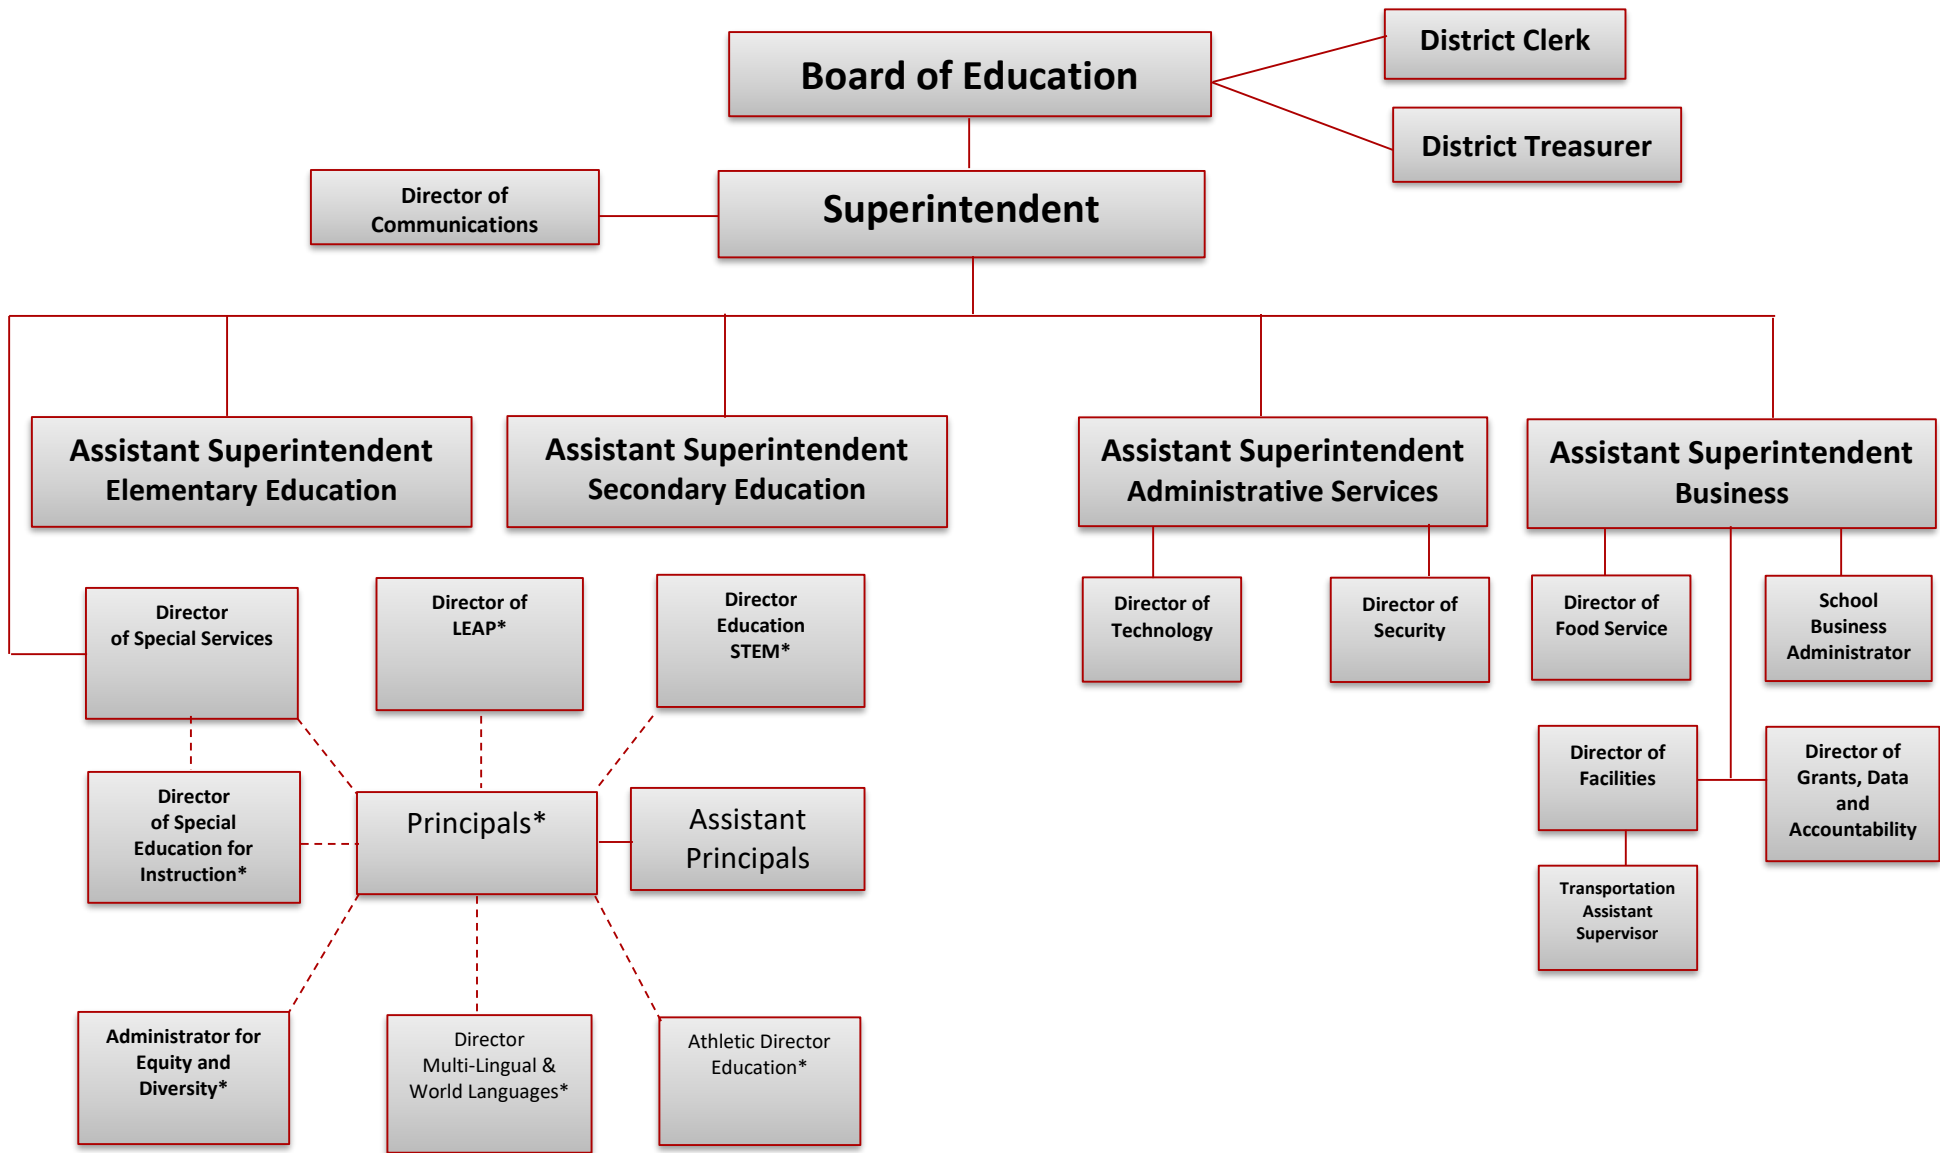 Board of Education
District Clerk
District Treasurer
Director of
Communications
Superintendent
Assistant Superintendent
Elementary Education
Assistant Superintendent
Secondary Education
Assistant Superintendent
Administrative Services
Assistant Superintendent
Business
Director
of Special Services
Director of
LEAP*
Director
Education
STEM*
Director of
Technology
Director of
Security
Director of
Food Service
School
Business
Administrator
Director
of Special
Education for
Instruction*
Principals*
Assistant
Principals
Director of
Facilities
Director of
Grants, Data
and
Accountability
Transportation
Assistant
Supervisor
Administrator for
Equity and
Diversity*
Director
Multi-Lingual &
World Languages*
Athletic Director
Education*